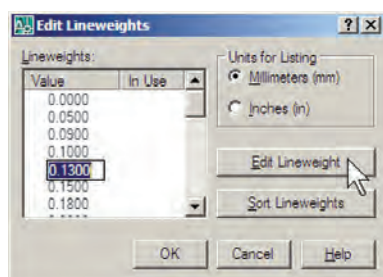 Edit Lineweights
Lineweights:
Value In Use
0.0000
0.0500
0.0900
0.1000
0.1300
0.1500
0.1800
Units for Listing
Millimeters (mm)
Inches (in)
Edit Lineweight
Sort Lineweights
OK Cancel Help